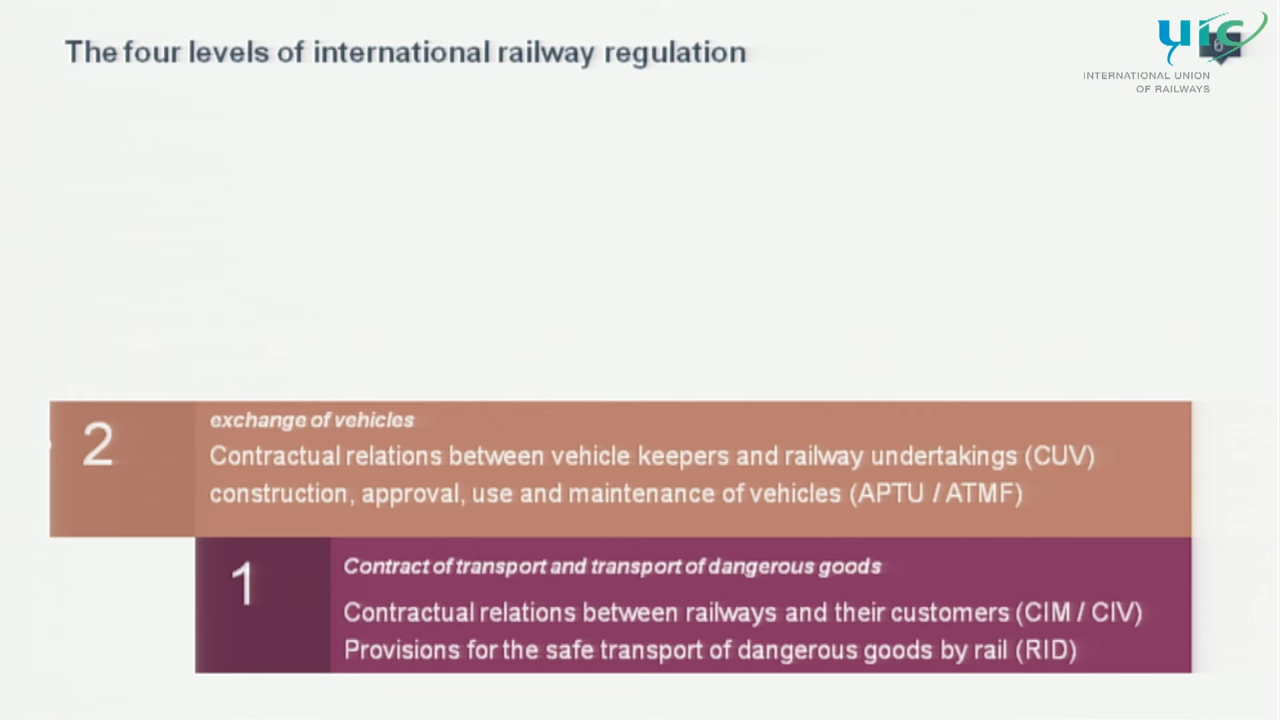 The four levels of international railway regulation
uic
INTERNATIONAL UNION
OF RAILWAYS
2
exchange of vehicles
Contractual relations between vehicle keepers and railway undertakings (CUV)
construction, approval, use and maintenance of vehicles (APTU / ATMF)
1
Contract of transport and transport of dangerous goods
Contractual relations between railways and their customers (CIM / CIV)
Provisions for the safe transport of dangerous goods by rail (RID)